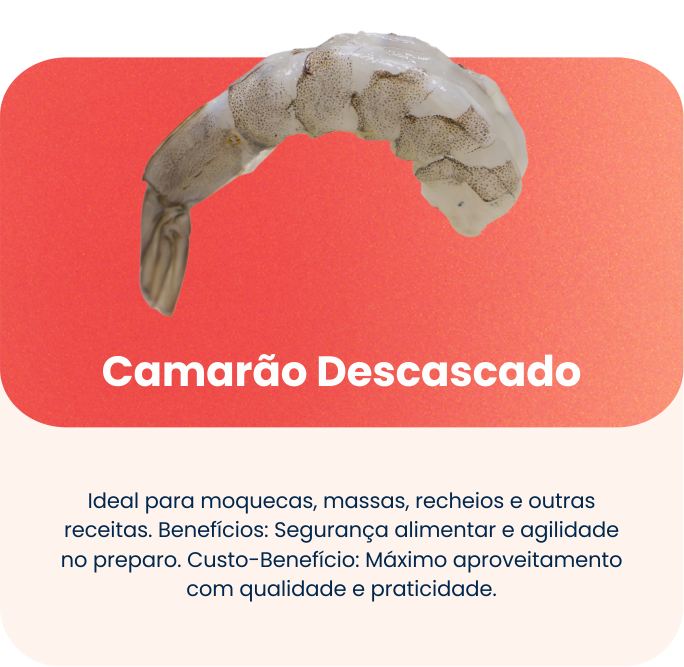 Camarão Descascado
Ideal para moquecas, massas, recheios e outras
receitas. Benefícios: Segurança alimentar e agilidade
no preparo. Custo-Benefício: Máximo aproveitamento
com qualidade e praticidade.